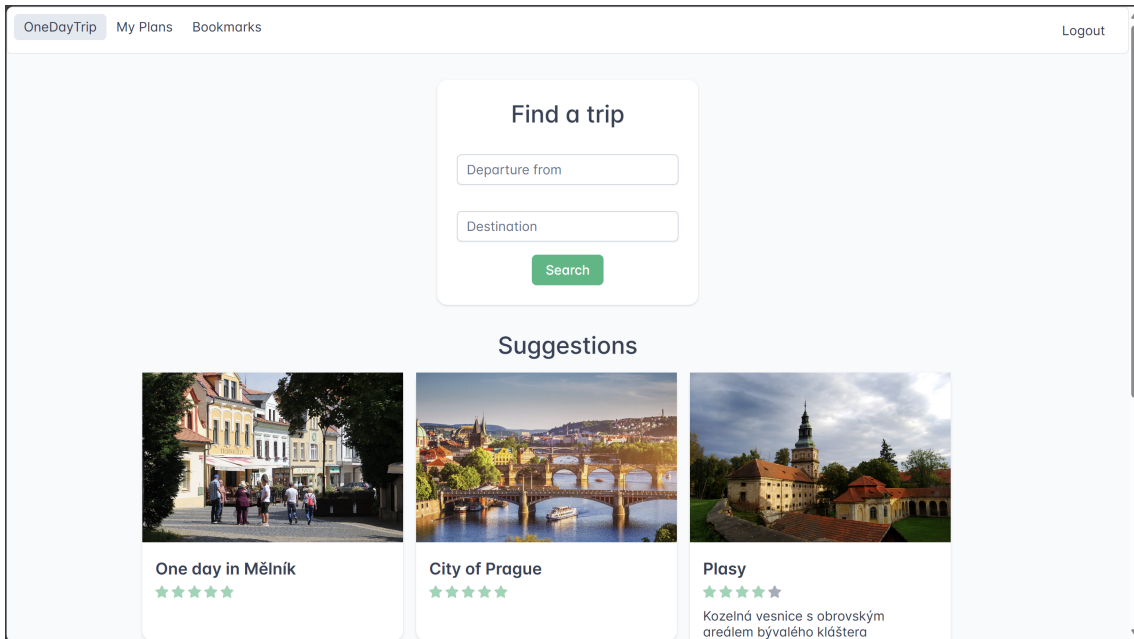 OneDayTrip My Plans Bookmarks Logout
Find a trip
Departure from
Destination
Search
Suggestions
One day in Mělník
City of Prague
Plasy
Kozelná vesnice s obrovským
areálem bývalého kláštera